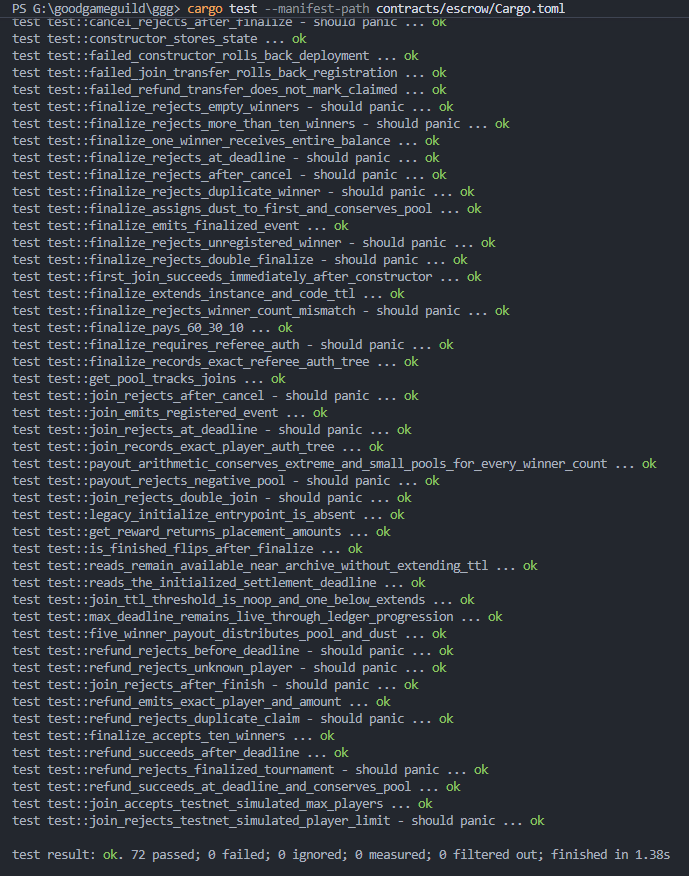 PS G:\goodgameguild\ggg> cargo test --manifest-path contracts/escrow/Cargo.toml
test test::cancel_rejects_after_finalize - should panic ... ok
test test::constructor_stores_state ... ok
test test::failed_constructor_rolls_back_deployment ... ok
test test::failed_join_transfer_rolls_back_registration ... ok
test test::failed_refund_transfer_does_not_mark_claimed ... ok
test test::finalize_rejects_empty_winners - should panic ... ok
test test::finalize_rejects_more_than_ten_winners - should panic ... ok
test test::finalize_one_winner_receives_entire_balance ... ok
test test::finalize_rejects_at_deadline - should panic ... ok
test test::finalize_rejects_after_cancel - should panic ... ok
test test::finalize_rejects_duplicate_winner - should panic ... ok
test test::finalize_assigns_dust_to_first_and_conserves_pool ... ok
test test::finalize_emits_finalized_event ... ok
test test::finalize_rejects_unregistered_winner - should panic ... ok
test test::finalize_rejects_double_finalize - should panic ... ok
test test::first_join_succeeds_immediately_after_constructor ... ok
test test::finalize_extends_instance_and_code_ttl ... ok
test test::finalize_rejects_winner_count_mismatch - should panic ... ok
test test::finalize_pays_60_30_10 ... ok
test test::finalize_requires_referee_auth - should panic ... ok
test test::finalize_records_exact_referee_auth_tree ... ok
test test::get_pool_tracks_joins ... ok
test test::join_rejects_after_cancel - should panic ... ok
test test::join_emits_registered_event ... ok
test test::join_rejects_at_deadline - should panic ... ok
test test::join_records_exact_player_auth_tree ... ok
test test::payout_arithmetic_conserves_extreme_and_small_pools_for_every_winner_count ... ok
test test::payout_rejects_negative_pool - should panic ... ok
test test::join_rejects_double_join - should panic ... ok
test test::legacy_initialize_entrypoint_is_absent ... ok
test test::get_reward_returns_placement_amounts ... ok
test test::is_finished_flips_after_finalize ... ok
test test::reads_remain_available_near_archive_without_extending_ttl ... ok
test test::reads_the_initialized_settlement_deadline ... ok
test test::join_ttl_threshold_is_noop_and_one_below_extends ... ok
test test::max_deadline_remains_live_through_ledger_progression ... ok
test test::five_winner_payout_distributes_pool_and_dust ... ok
test test::refund_rejects_before_deadline - should panic ... ok
test test::refund_rejects_unknown_player - should panic ... ok
test test::join_rejects_after_finish - should panic ... ok
test test::refund_emits_exact_player_and_amount ... ok
test test::refund_rejects_duplicate_claim - should panic ... ok
test test::finalize_accepts_ten_winners ... ok
test test::refund_succeeds_after_deadline ... ok
test test::refund_rejects_finalized_tournament - should panic ... ok
test test::refund_succeeds_at_deadline_and_conserves_pool ... ok
test test::join_accepts_testnet_simulated_max_players ... ok
test test::join_rejects_testnet_simulated_player_limit - should panic ... ok
test result: ok. 72 passed; 0 failed; 0 ignored; 0 measured; 0 filtered out; finished in 1.38s